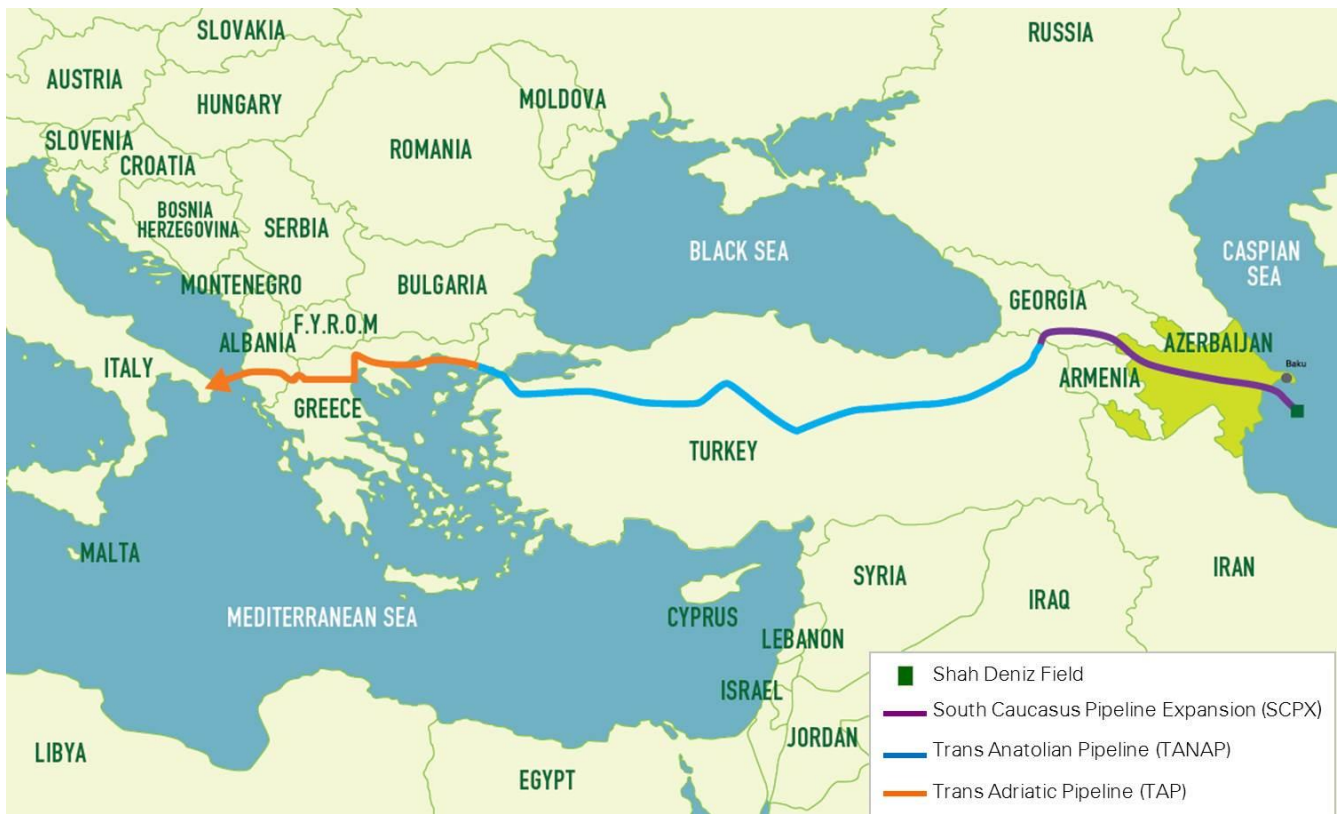 SLOVAKIA
RUSSIA
AUSTRIA
HUNGARY
MOLDOVA
SLOVENIA
CROATIA
ROMANIA
BOSNIA
HERZEGOVINA
SERBIA
BLACK SEA
CASPIAN
SEA
MONTENEGRO
BULGARIA
GEORGIA
F.Y.R.O.M
ALBANIA
AZERBAIJAN
ITALY
Baku
ARMENIA
GREECE
TURKEY
MALTA
SYRIA
IRAN
IRAQ
MEDITERRANEAN SEA
CYPRUS
LEBANON
ISRAEL
JORDAN
LIBYA
EGYPT
Shah Deniz Field
South Caucasus Pipeline Expansion (SCPX)
Trans Anatolian Pipeline (TANAP)
Trans Adriatic Pipeline (TAP)